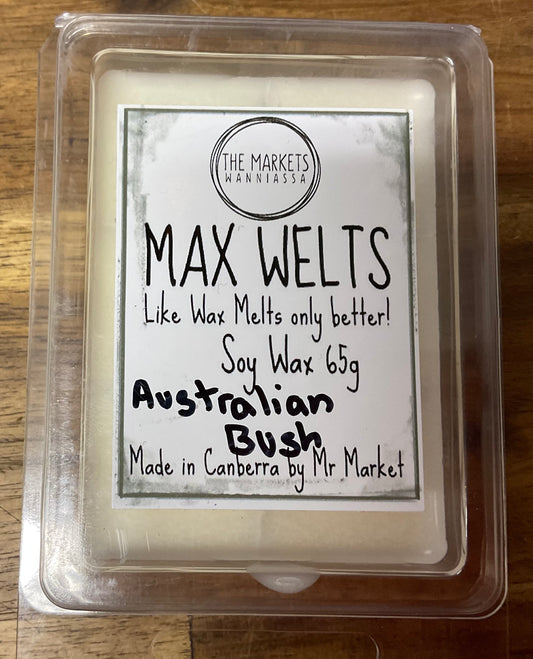 THE MARKETS
WANNIASSA
MAX WELTS
Like Wax Melts only better!
Soy Wax 65g
Australian
Bush
Made in Canberra by Mr Market